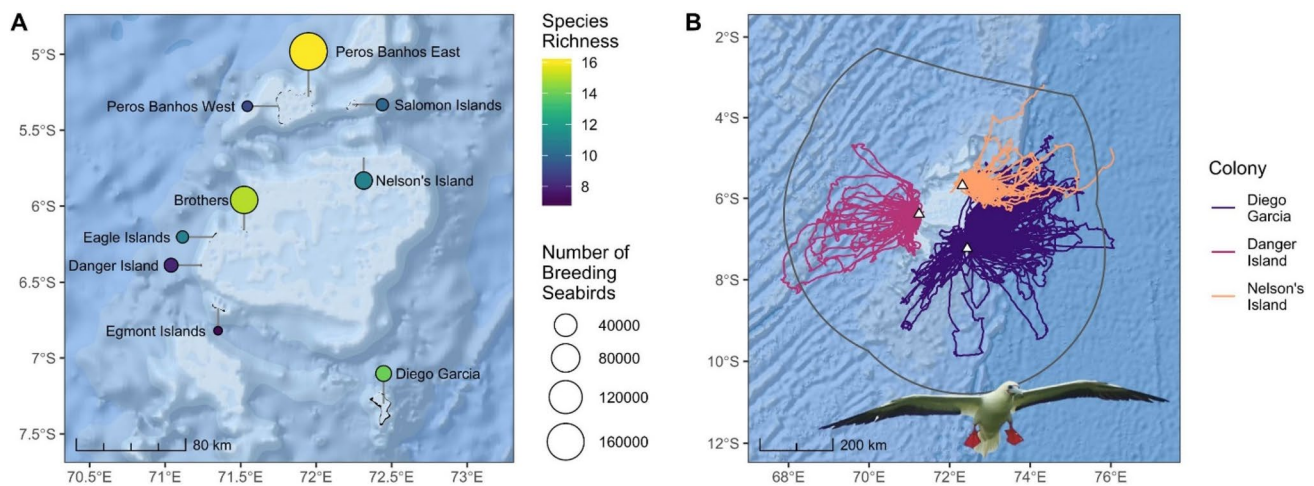 A
5°S
5.5°S
6°S
6.5°S
7°S
7.5°S
70.5°E
71°E
71.5°E
72°E
72.5°E
73°E
Peros Banhos East
Peros Banhos West
Salomon Islands
Nelson's Island
Brothers
Eagle Islands
Danger Island
Egmont Islands
Diego Garcia
80 km
Species
Richness
16
14
12
10
8
Number of
Breeding
Seabirds
40000
80000
120000
160000
B
2°S
4°S
6°S
8°S
10°S
12°S
68°E
70°E
72°E
74°E
76°E
200 km
Colony
Diego
Garcia
Danger
Island
Nelson's
Island